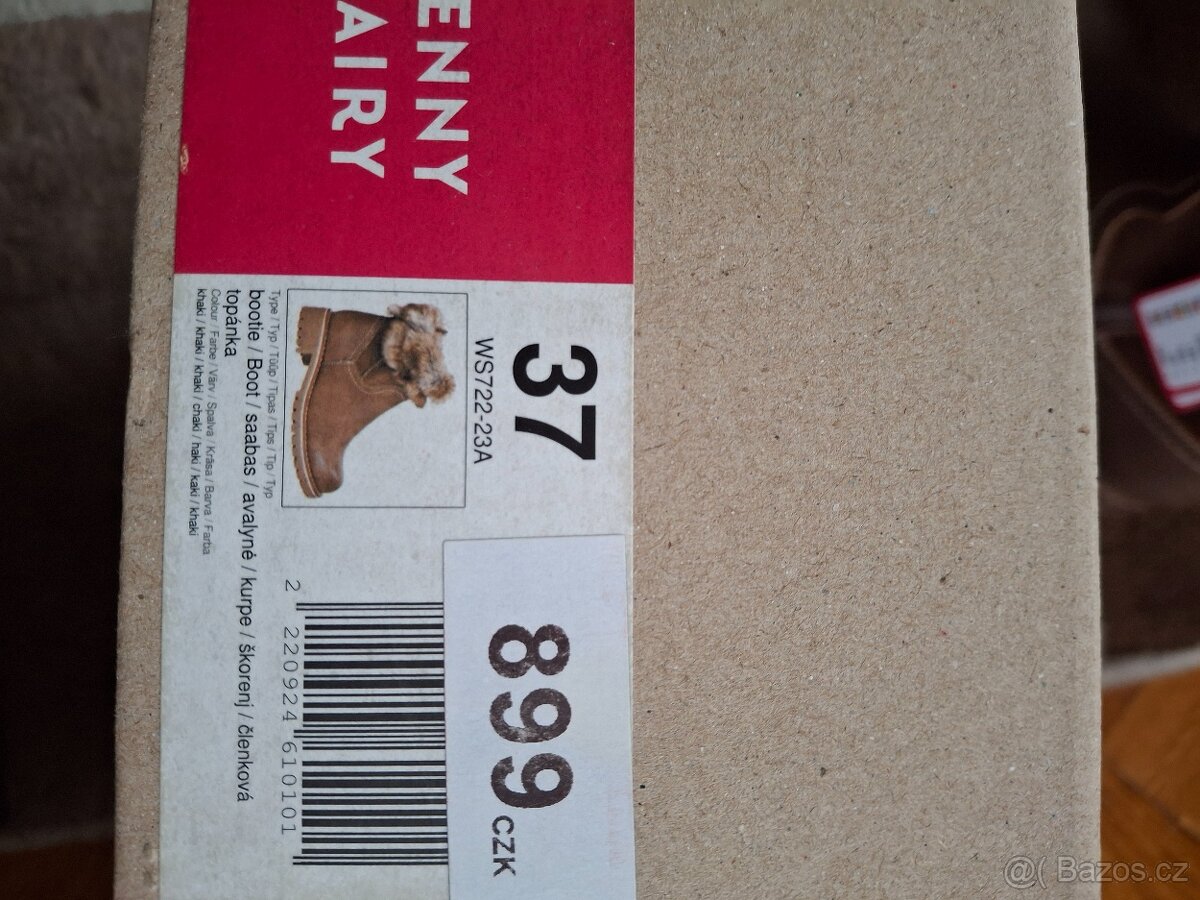 ENNY
AIRY
37
WS722-23A
Type / Typ / Tüüp / Tipas / Tips / Tip / Typ
bootie / Boot / saabas / avalynė / kurpe / škorenj / členková
topánka
Colour / Farbe / Värv / Spalva / Krāsa / Barva / Farba
khaki / khaki / khaki / chaki / haki / kaki / khaki
2 220924 610101
899 CZK
@( Bazos.cz